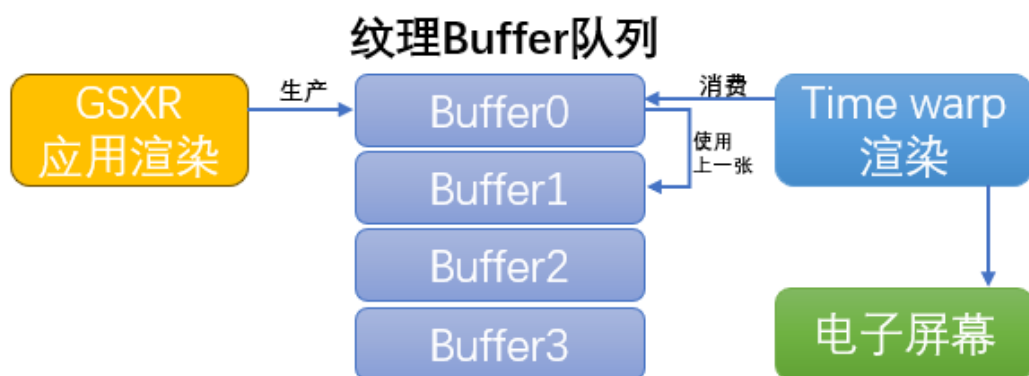 纹理Buffer队列
GSXR
应用渲染
生产
Buffer0
消费
Time warp
渲染
使用
上一张
Buffer1
Buffer2
Buffer3
电子屏幕